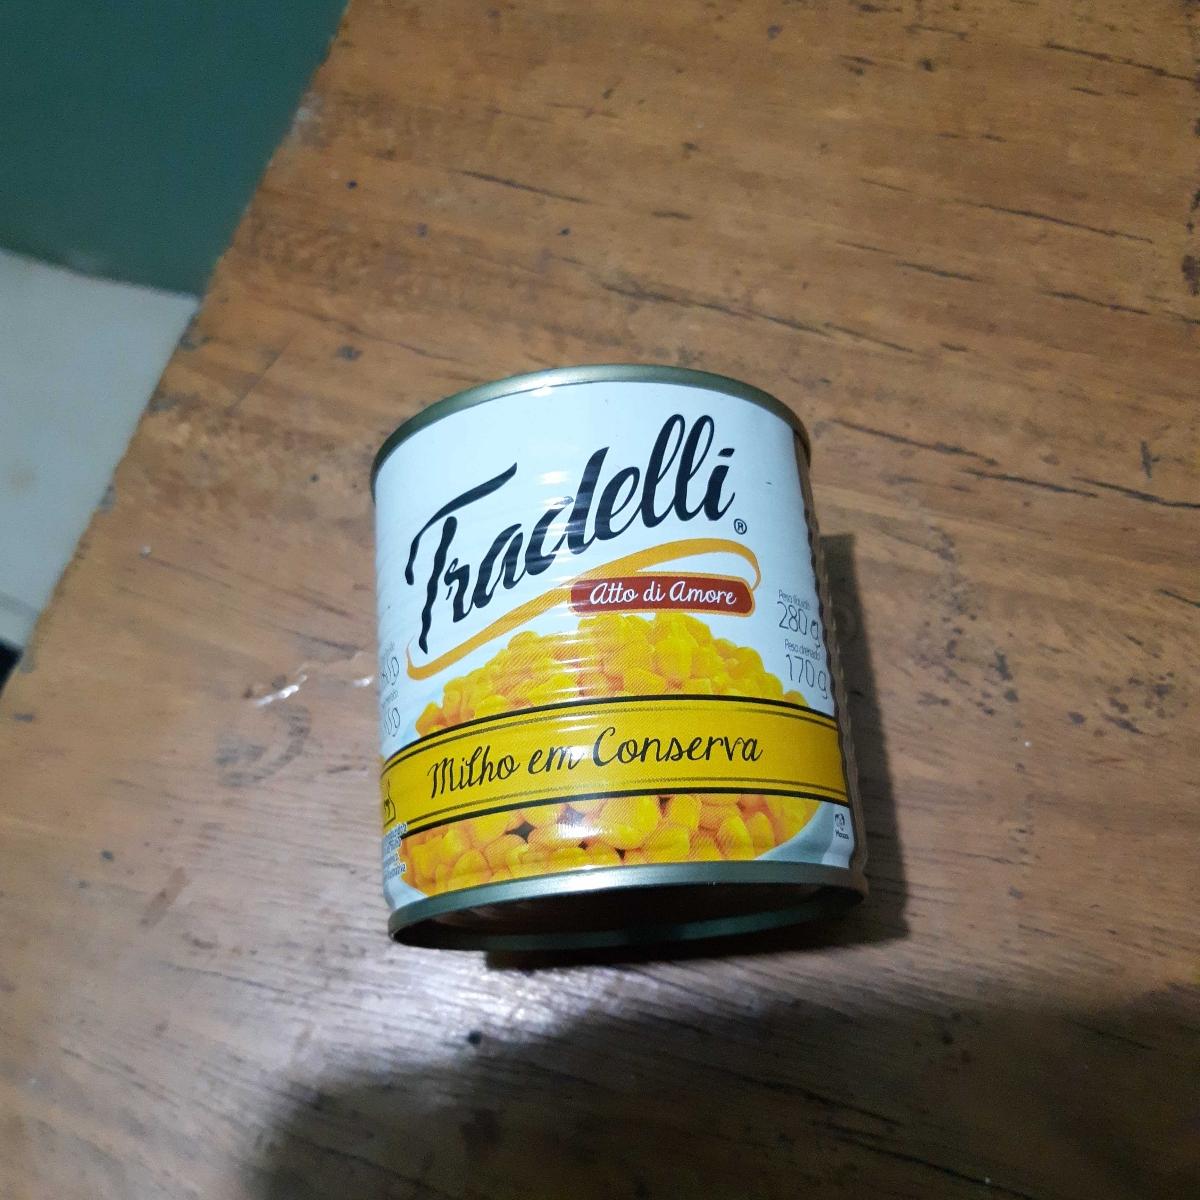 Fradelli®
Atto di Amore
Peso líquido
280 g
Peso drenado
170 g
Milho em Conserva